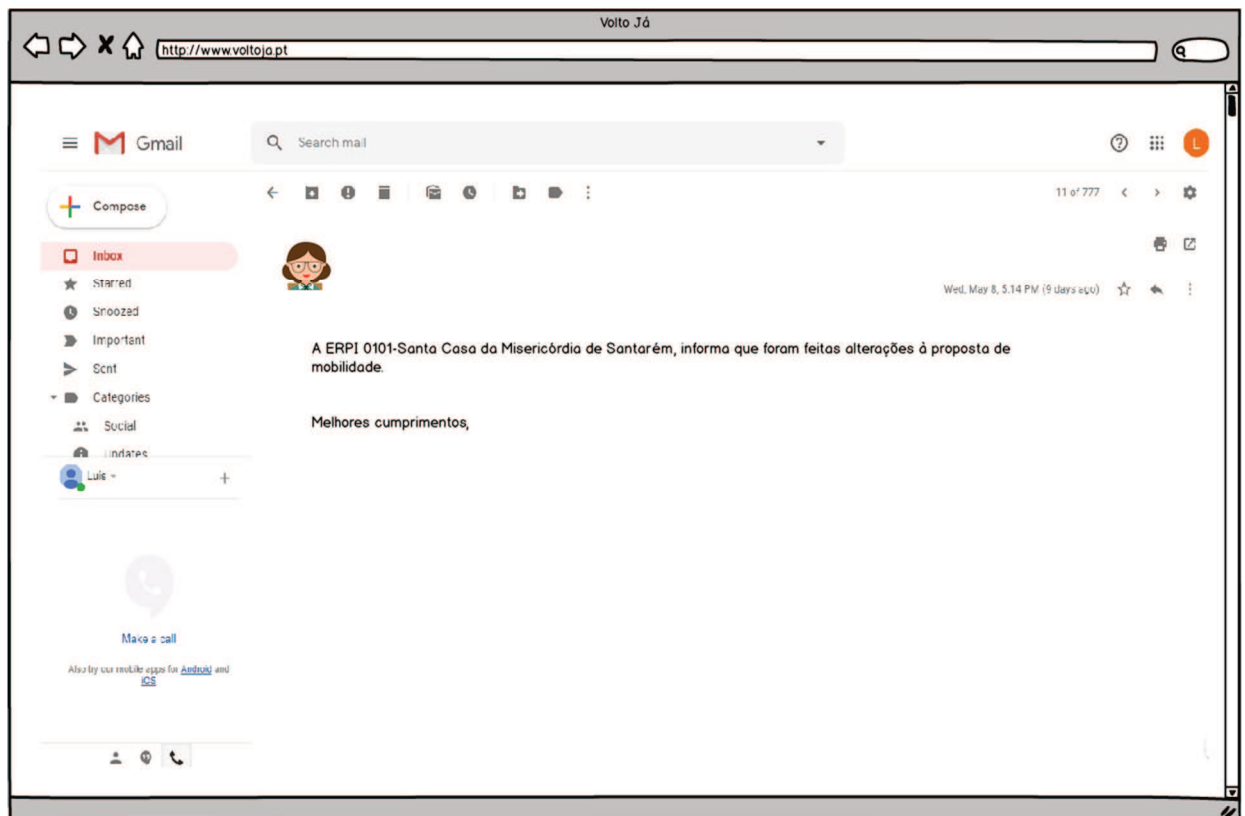 Volto Já
http://www.voltoja.pt
Gmail
Search mail
Compose
11 of 777
Inbox
Starred
Wed, May 8, 5:14 PM (9 days ago)
Snoozed
Important
A ERPI 0101-Santa Casa da Misericórdia de Santarém, informa que foram feitas alterações à proposta de
mobilidade.
Sent
Categories
Social
Melhores cumprimentos,
Updates
Luis
Make a call
Also try our mobile apps for Android and
iOS
L